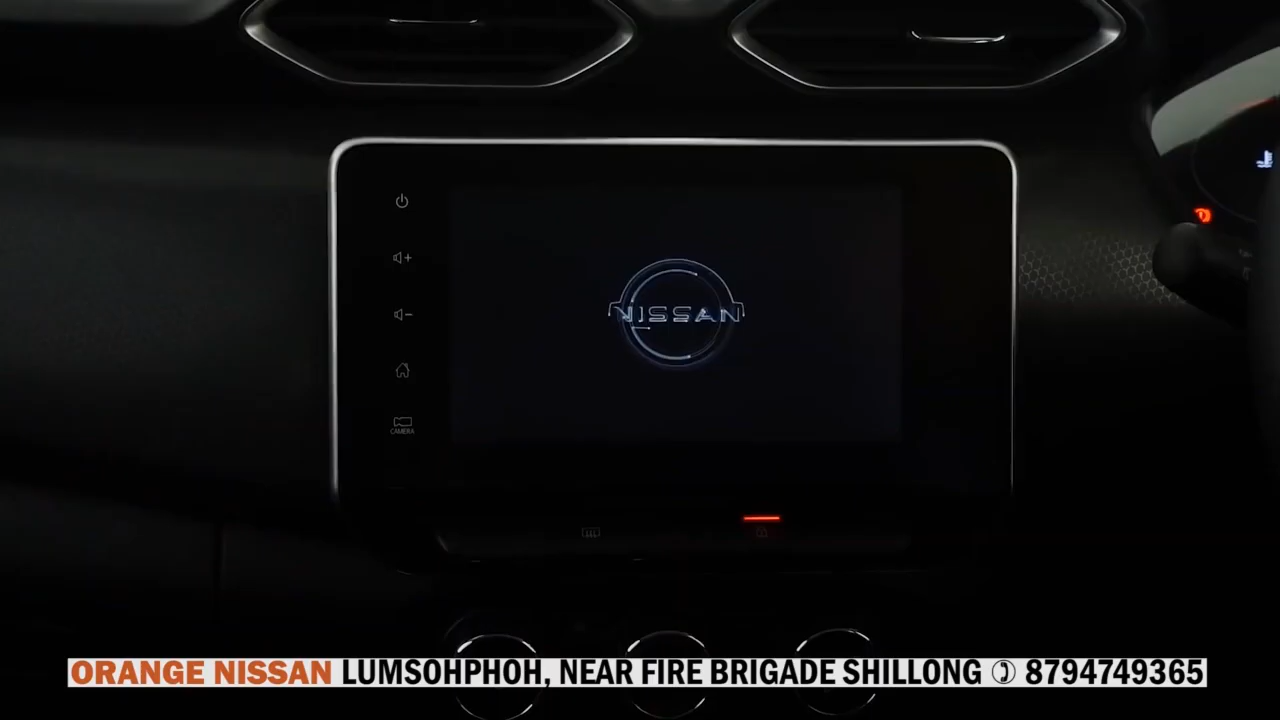 NISSAN
CAMERA
ORANGE NISSAN LUMSOHPHOH, NEAR FIRE BRIGADE SHILLONG ✆ 8794749365